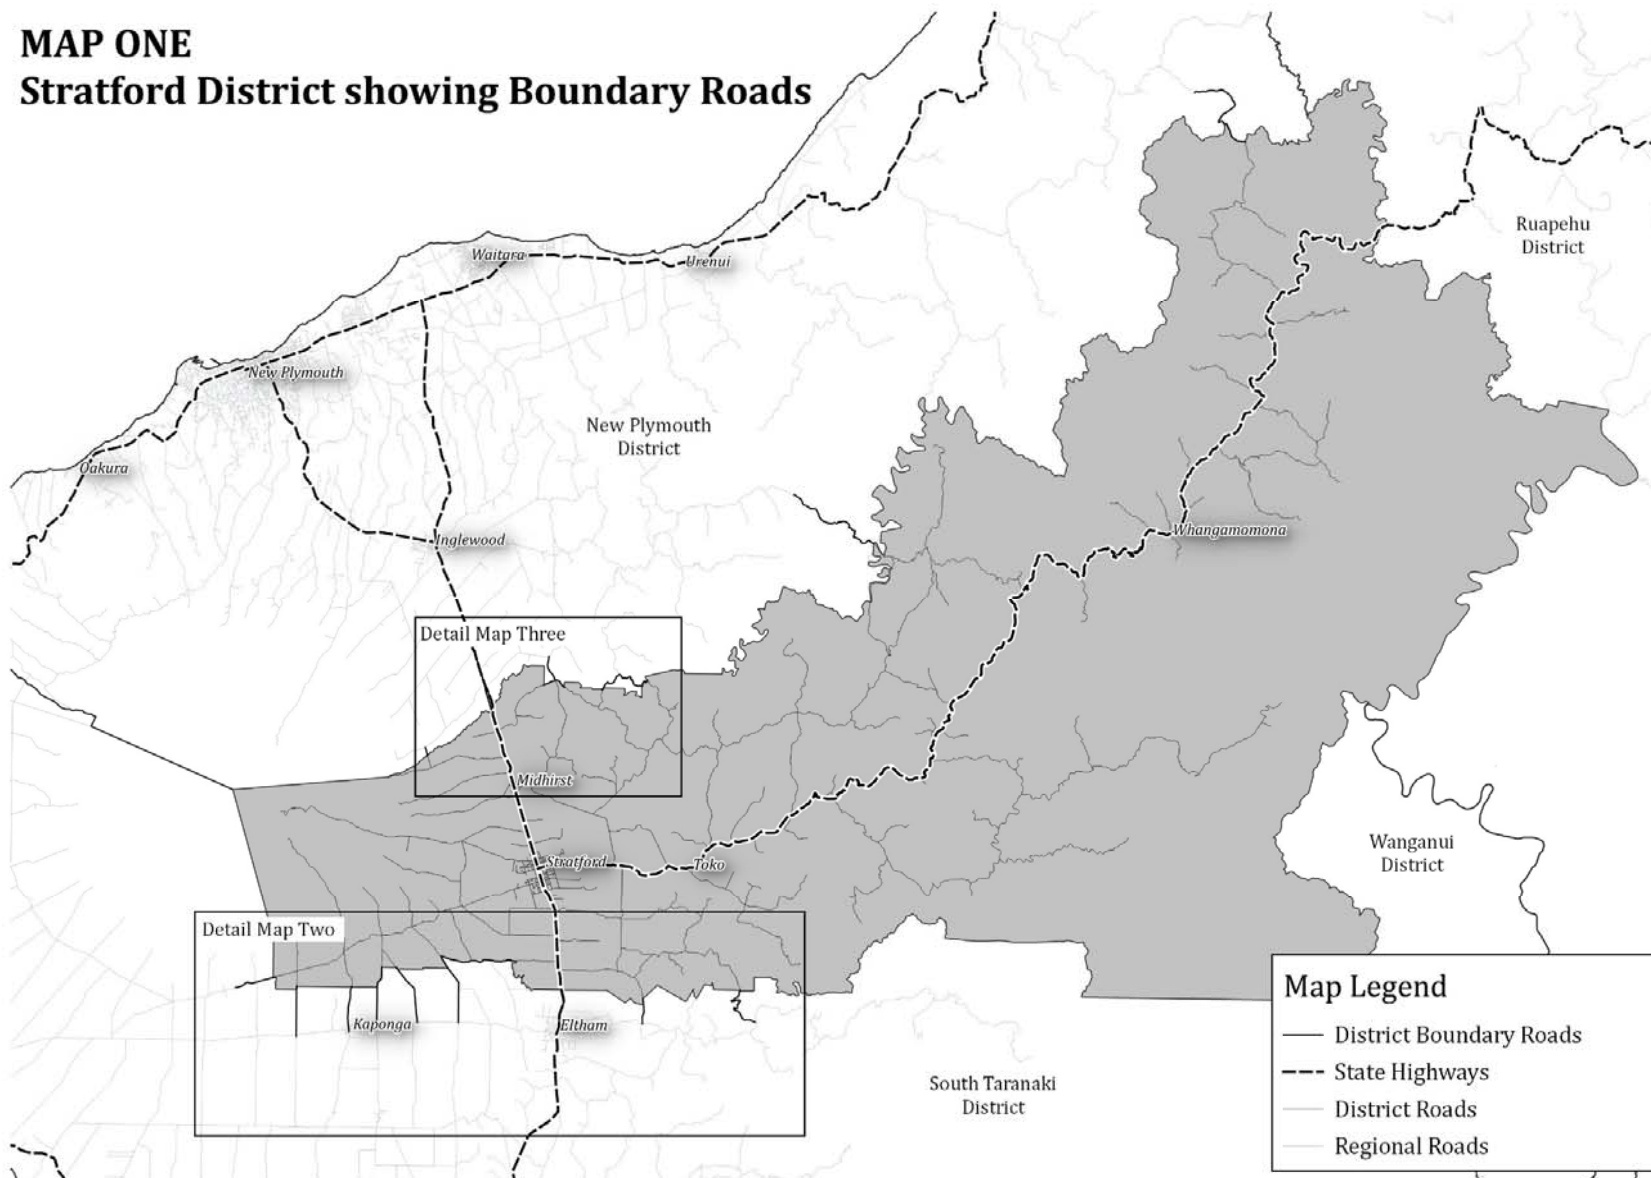 MAP ONE
Stratford District showing Boundary Roads
Ruapehu
District
Waitara
Urenui
New Plymouth
New Plymouth
District
Oakura
Inglewood
Whangamomona
Detail Map Three
Midhirst
Stratford
Toko
Wanganui
District
Detail Map Two
Kaponga
Eltham
South Taranaki
District
Map Legend
District Boundary Roads
State Highways
District Roads
Regional Roads